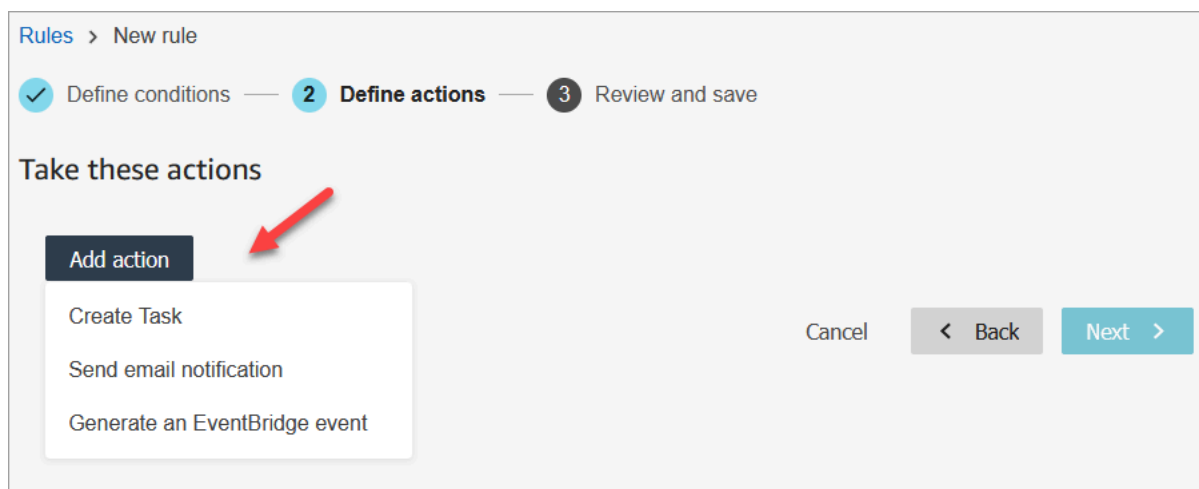 Rules > New rule
Define conditions 2 Define actions 3 Review and save
Take these actions
Add action
Create Task
Send email notification
Generate an EventBridge event
Cancel Back Next